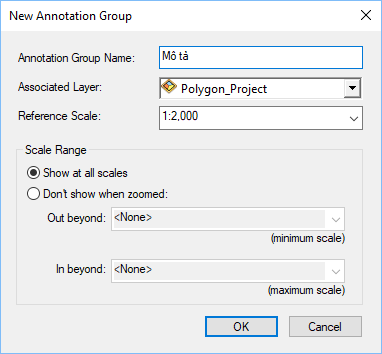 New Annotation Group
Annotation Group Name: Mô tả
Associated Layer: Polygon_Project
Reference Scale: 1:2,000
Scale Range
Show at all scales
Don't show when zoomed:
Out beyond: <None>
(minimum scale)
In beyond: <None>
(maximum scale)
OK Cancel